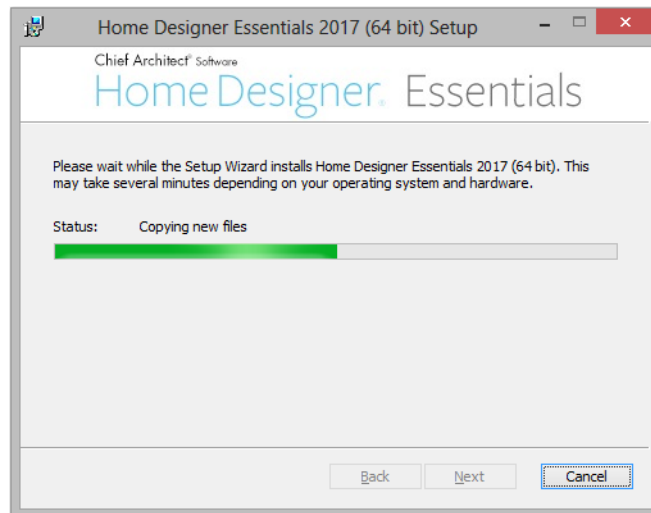 Home Designer Essentials 2017 (64 bit) Setup
Chief Architect® Software
Home Designer® Essentials
Please wait while the Setup Wizard installs Home Designer Essentials 2017 (64 bit). This
may take several minutes depending on your operating system and hardware.
Status: Copying new files
Back Next Cancel